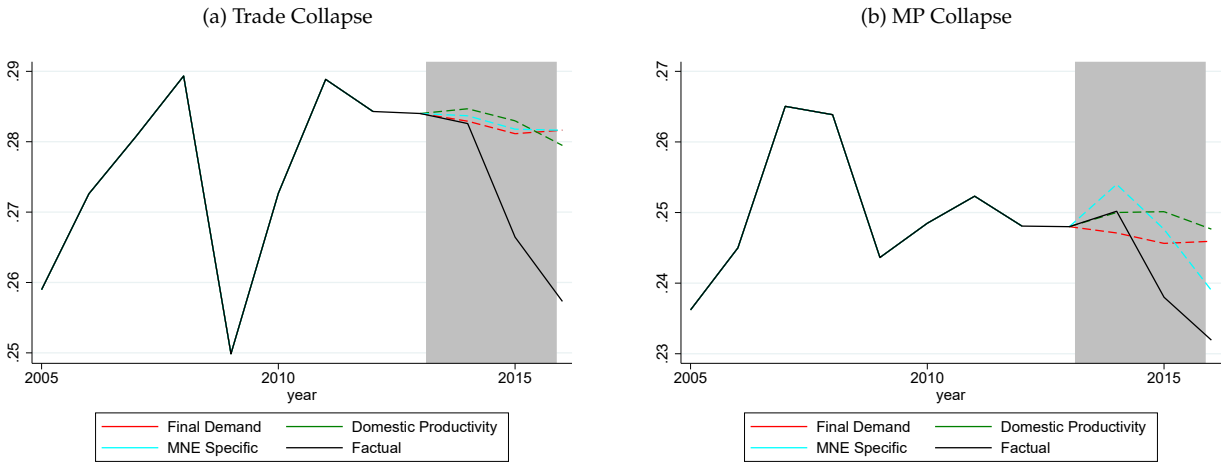 (a) Trade Collapse
.29
.28
.27
.26
.25
2005
2010
2015
year
Final Demand
Domestic Productivity
MNE Specific
Factual
(b) MP Collapse
.27
.26
.25
.24
.23
2005
2010
2015
year
Final Demand
Domestic Productivity
MNE Specific
Factual